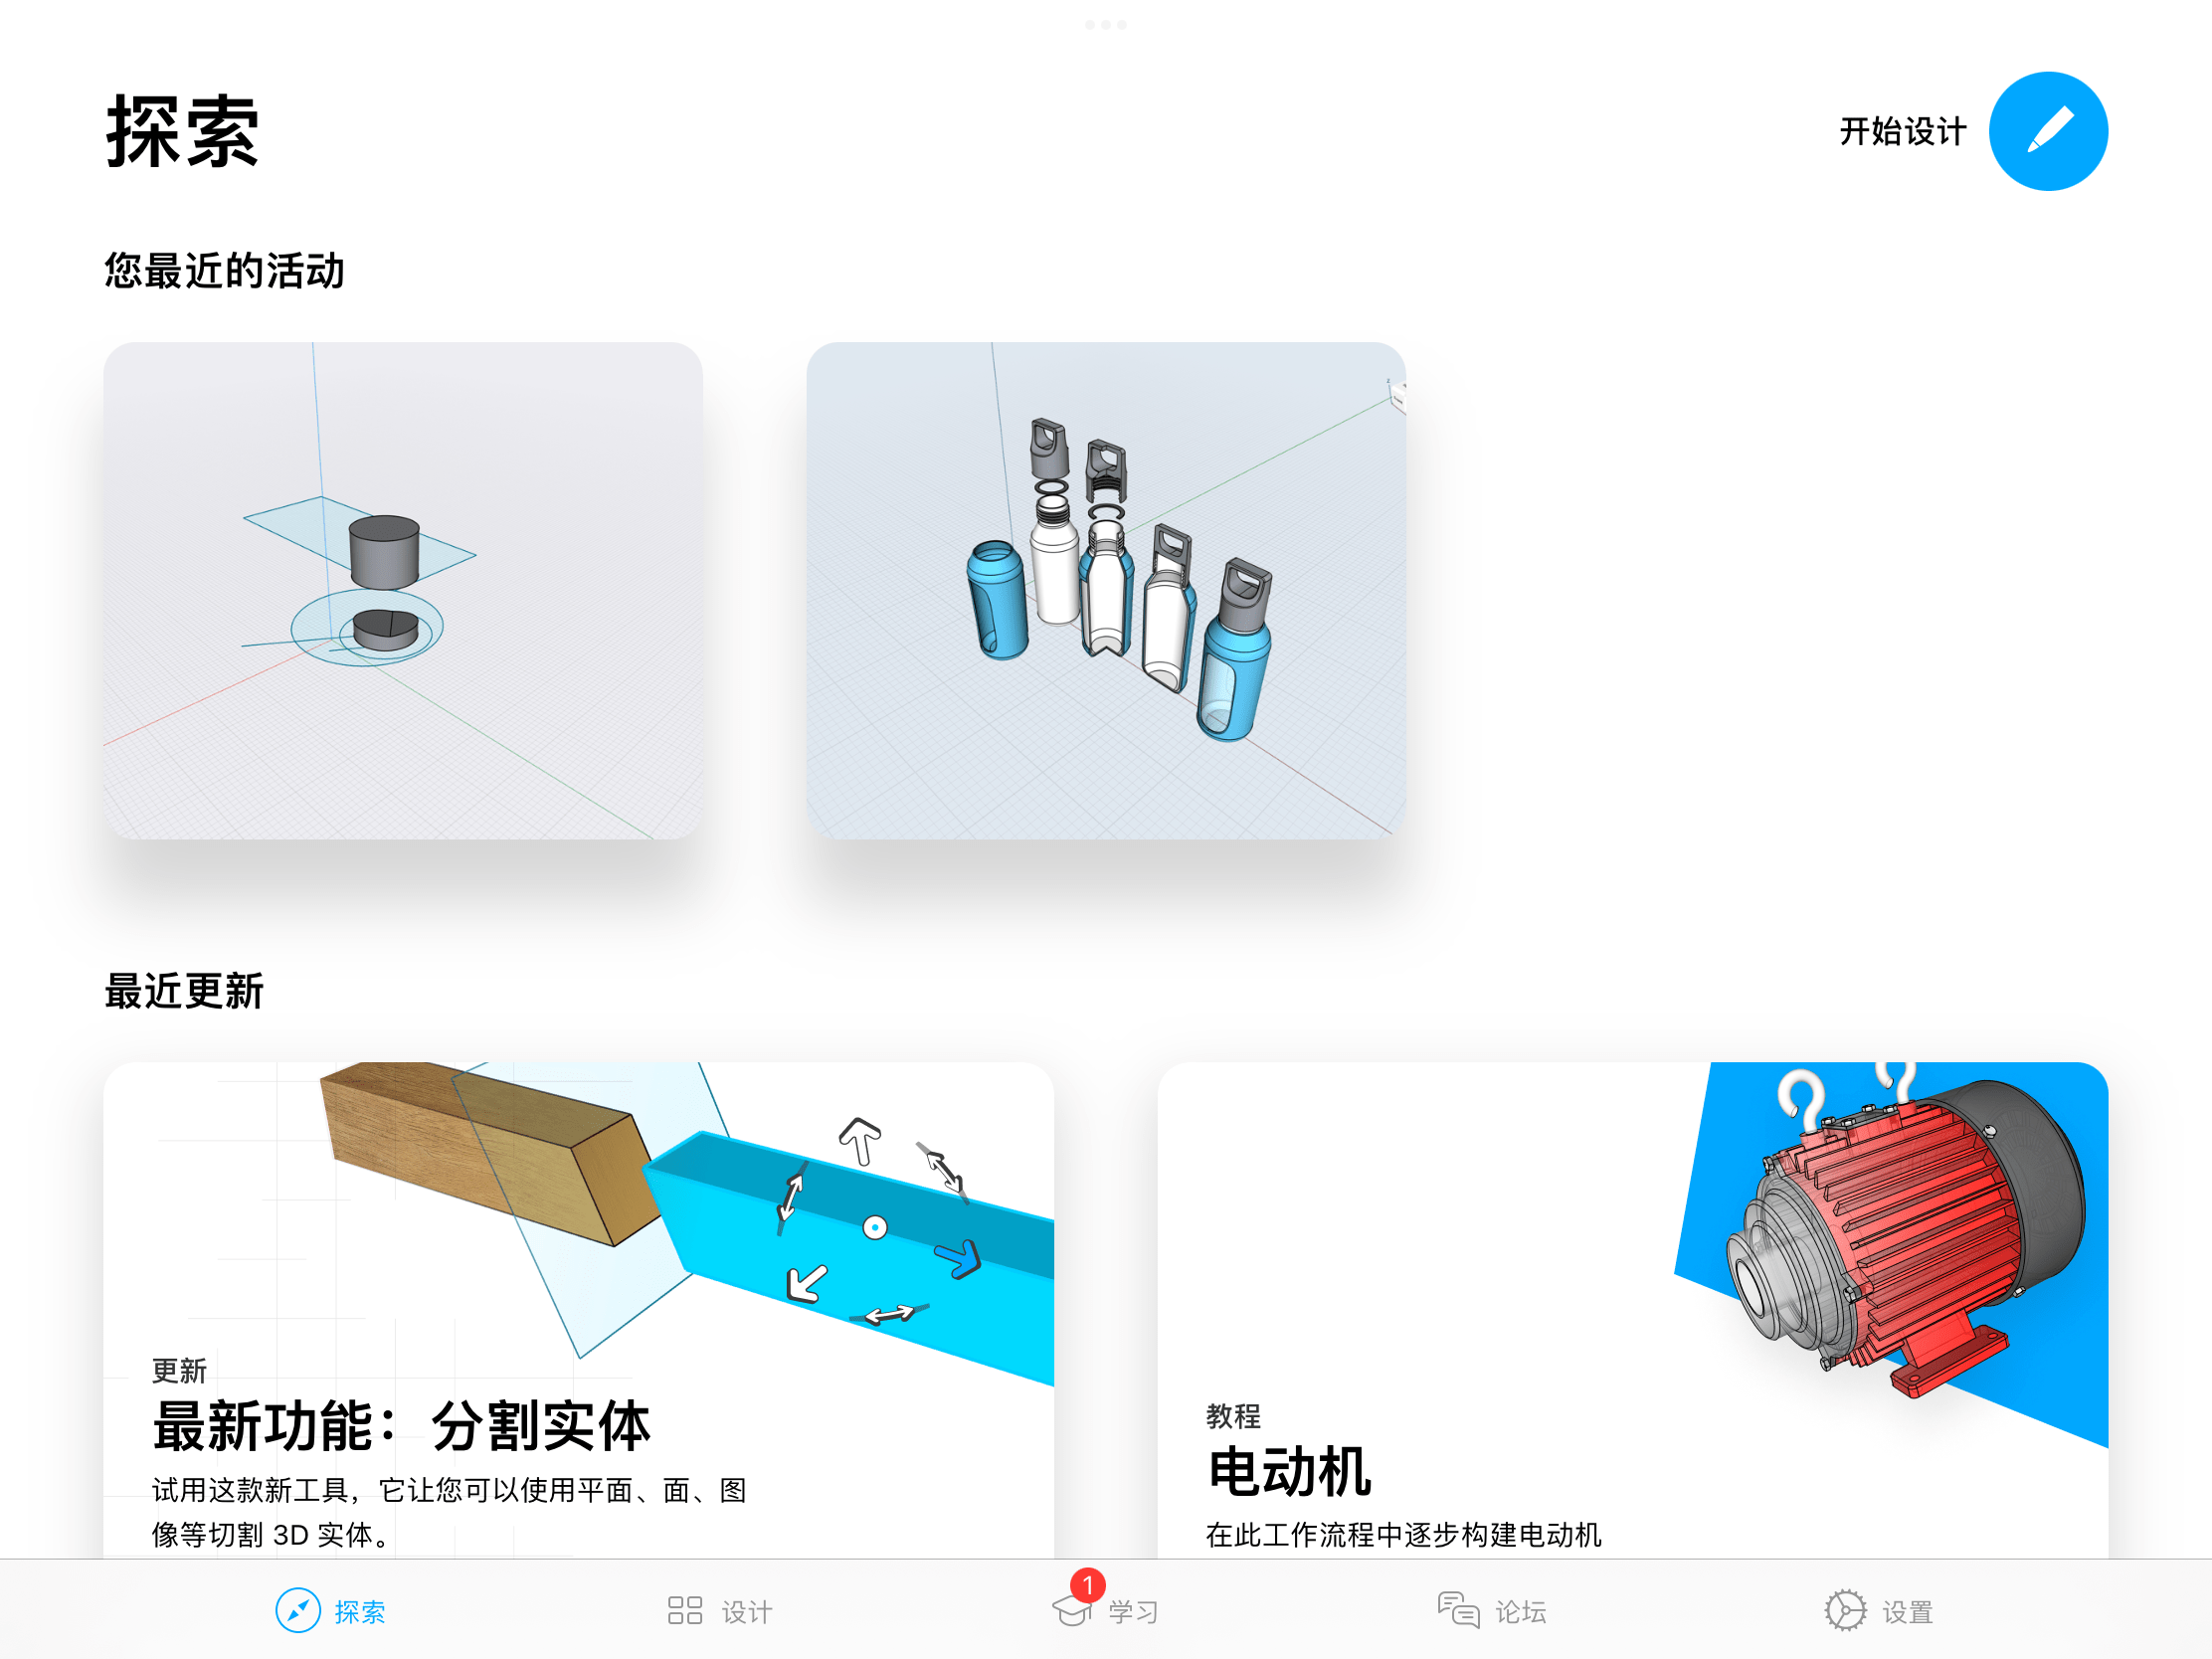 探索
开始设计
您最近的活动
最近更新
更新
最新功能：分割实体
试用这款新工具，它让您可以使用平面、面、图
像等切割 3D 实体。
教程
电动机
在此工作流程中逐步构建电动机
探索
设计
1
学习
论坛
设置